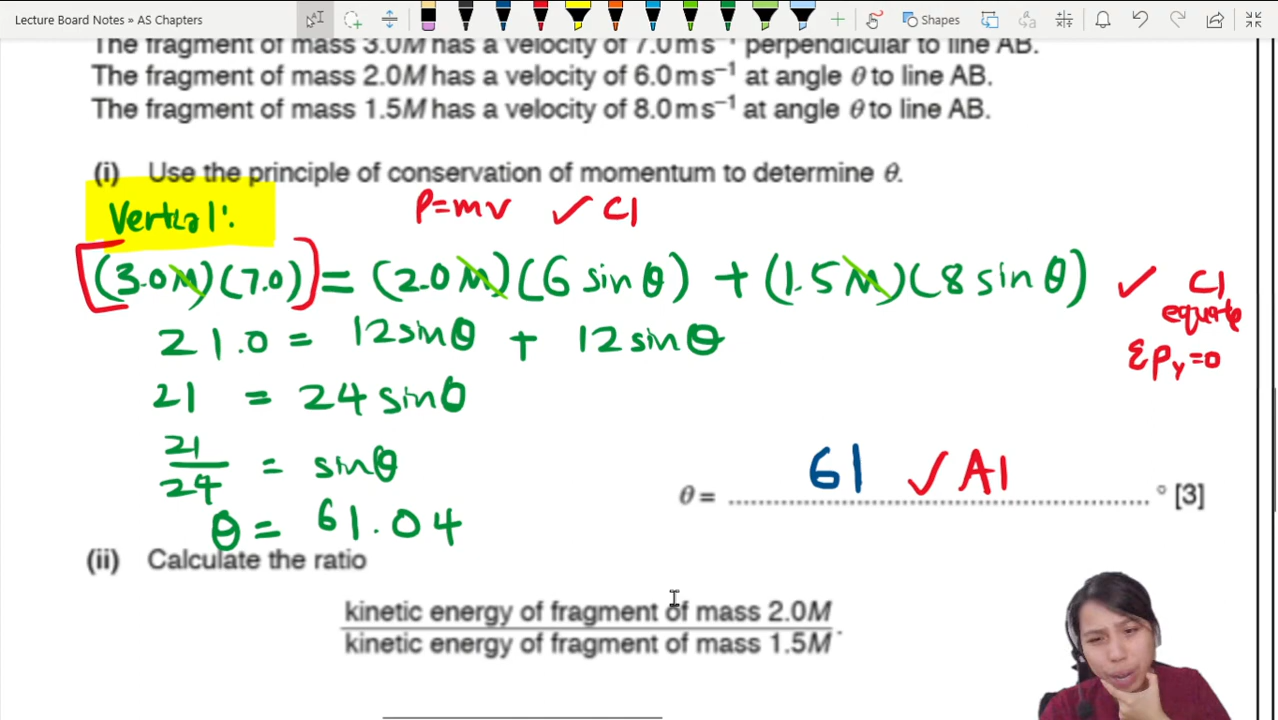 Lecture Board Notes » AS Chapters
Shapes
The fragment of mass 3.0M has a velocity of 7.0 m s⁻¹ perpendicular to line AB.
The fragment of mass 2.0M has a velocity of 6.0 m s⁻¹ at angle θ to line AB.
The fragment of mass 1.5M has a velocity of 8.0 m s⁻¹ at angle θ to line AB.
(i) Use the principle of conservation of momentum to determine θ.
Vertical:
P=mv ✓ C1
[(3.0M)(7.0)] = (2.0M)(6 sinθ) + (1.5M)(8 sinθ) ✓ C1
equate
21.0 = 12sinθ + 12sinθ
ΣPy=0
21 = 24 sinθ
21/24 = sinθ
61 ✓ A1
θ = ° [3]
θ = 61.04
(ii) Calculate the ratio
kinetic energy of fragment of mass 2.0M
kinetic energy of fragment of mass 1.5M .